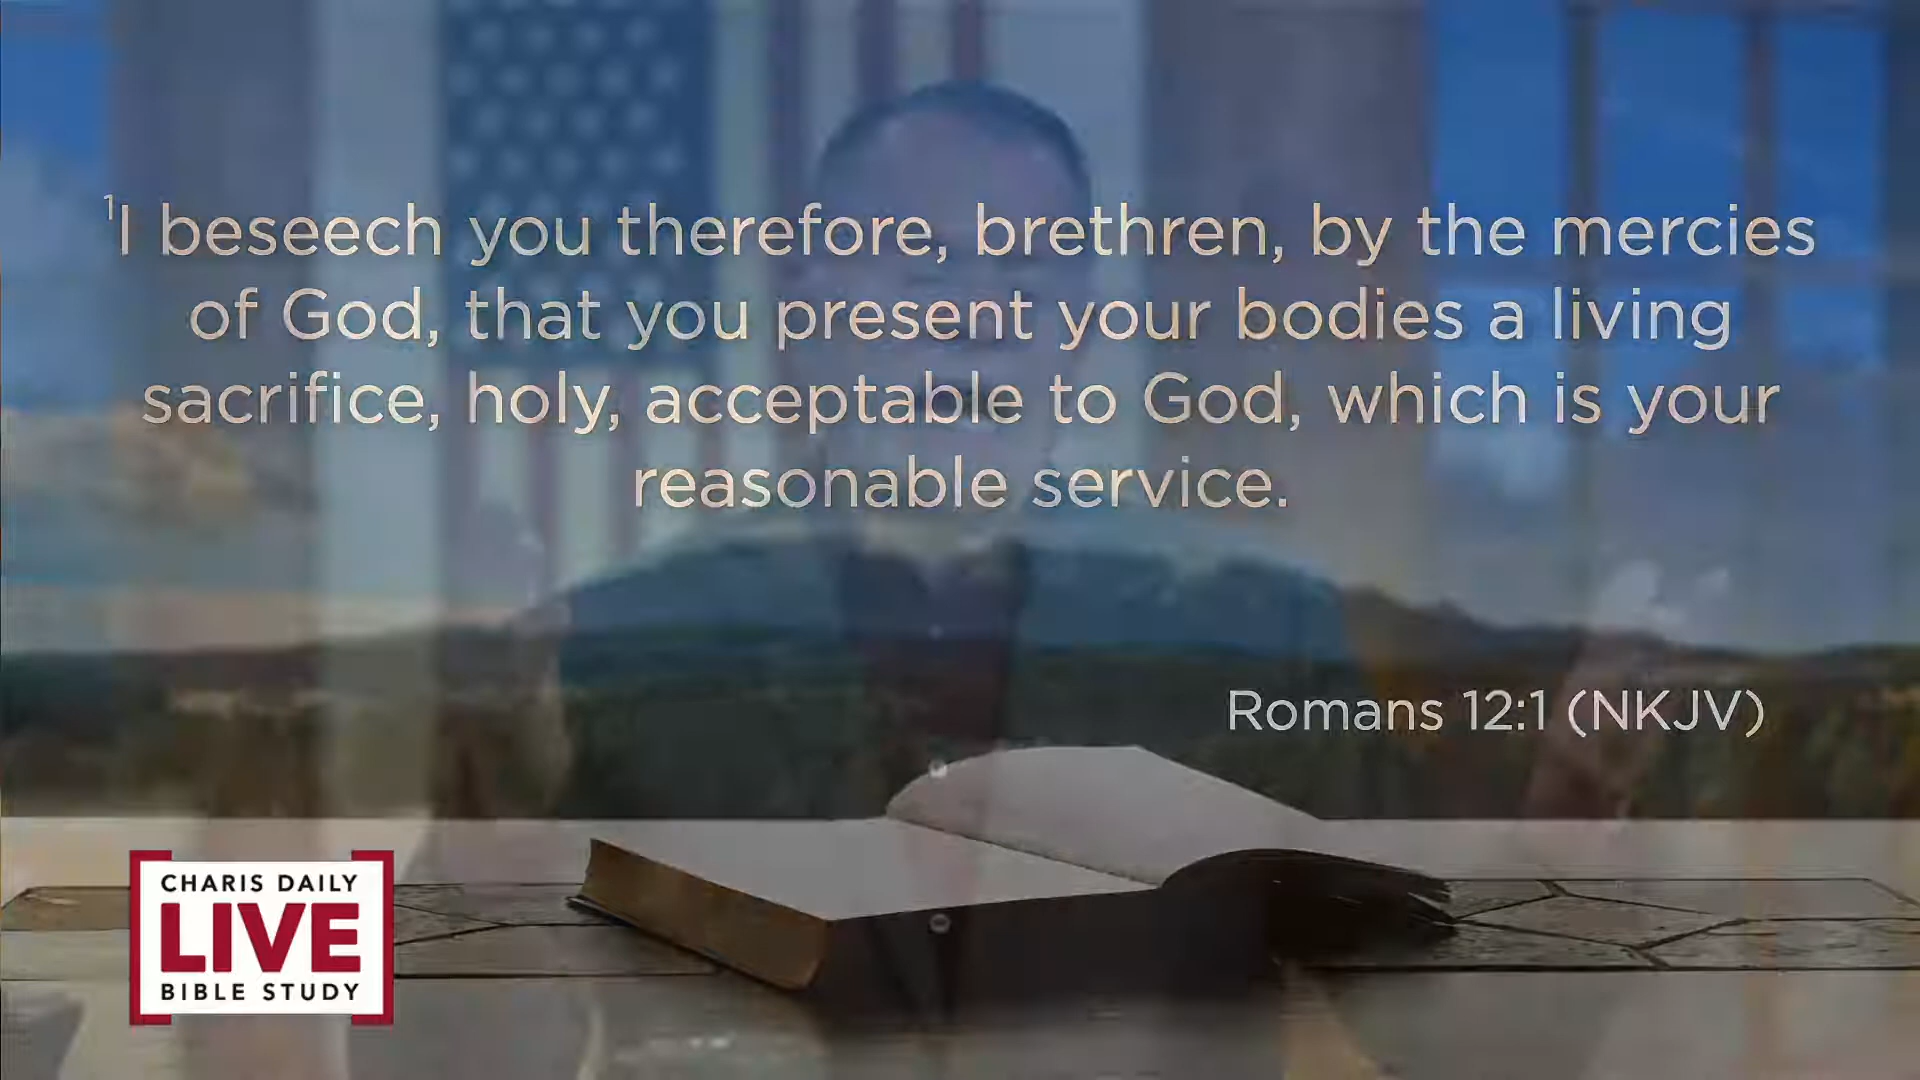 ¹I beseech you therefore, brethren, by the mercies
of God, that you present your bodies a living
sacrifice, holy, acceptable to God, which is your
reasonable service.
Romans 12:1 (NKJV)
CHARIS DAILY
LIVE
BIBLE STUDY